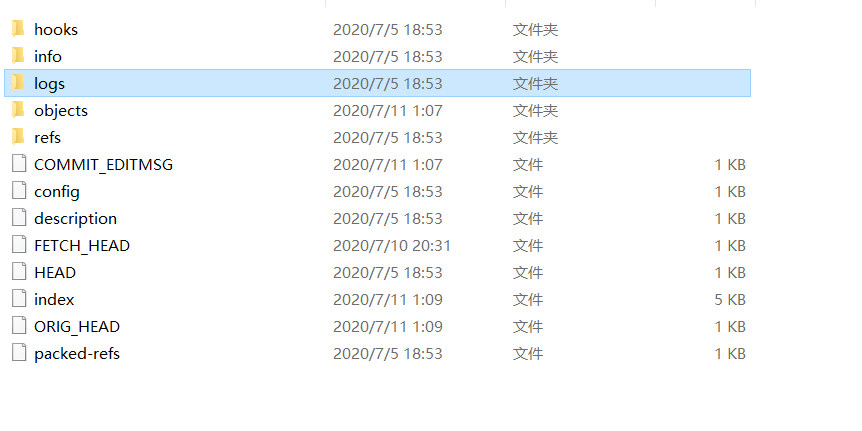 hooks 2020/7/5 18:53 文件夹
info 2020/7/5 18:53 文件夹
logs 2020/7/5 18:53 文件夹
objects 2020/7/11 1:07 文件夹
refs 2020/7/5 18:53 文件夹
COMMIT_EDITMSG 2020/7/11 1:07 文件 1 KB
config 2020/7/5 18:53 文件 1 KB
description 2020/7/5 18:53 文件 1 KB
FETCH_HEAD 2020/7/10 20:31 文件 1 KB
HEAD 2020/7/5 18:53 文件 1 KB
index 2020/7/11 1:09 文件 5 KB
ORIG_HEAD 2020/7/11 1:09 文件 1 KB
packed-refs 2020/7/5 18:53 文件 1 KB